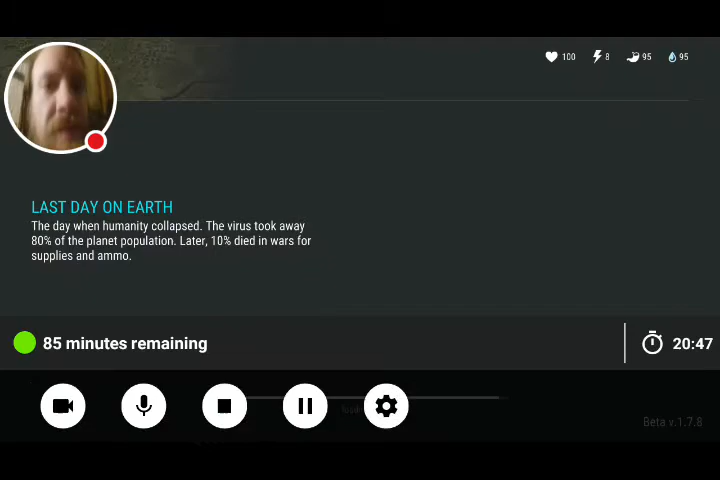 100 8 95 95
LAST DAY ON EARTH
The day when humanity collapsed. The virus took away
80% of the planet population. Later, 10% died in wars for
supplies and ammo.
85 minutes remaining
20:47
Beta v.1.7.8